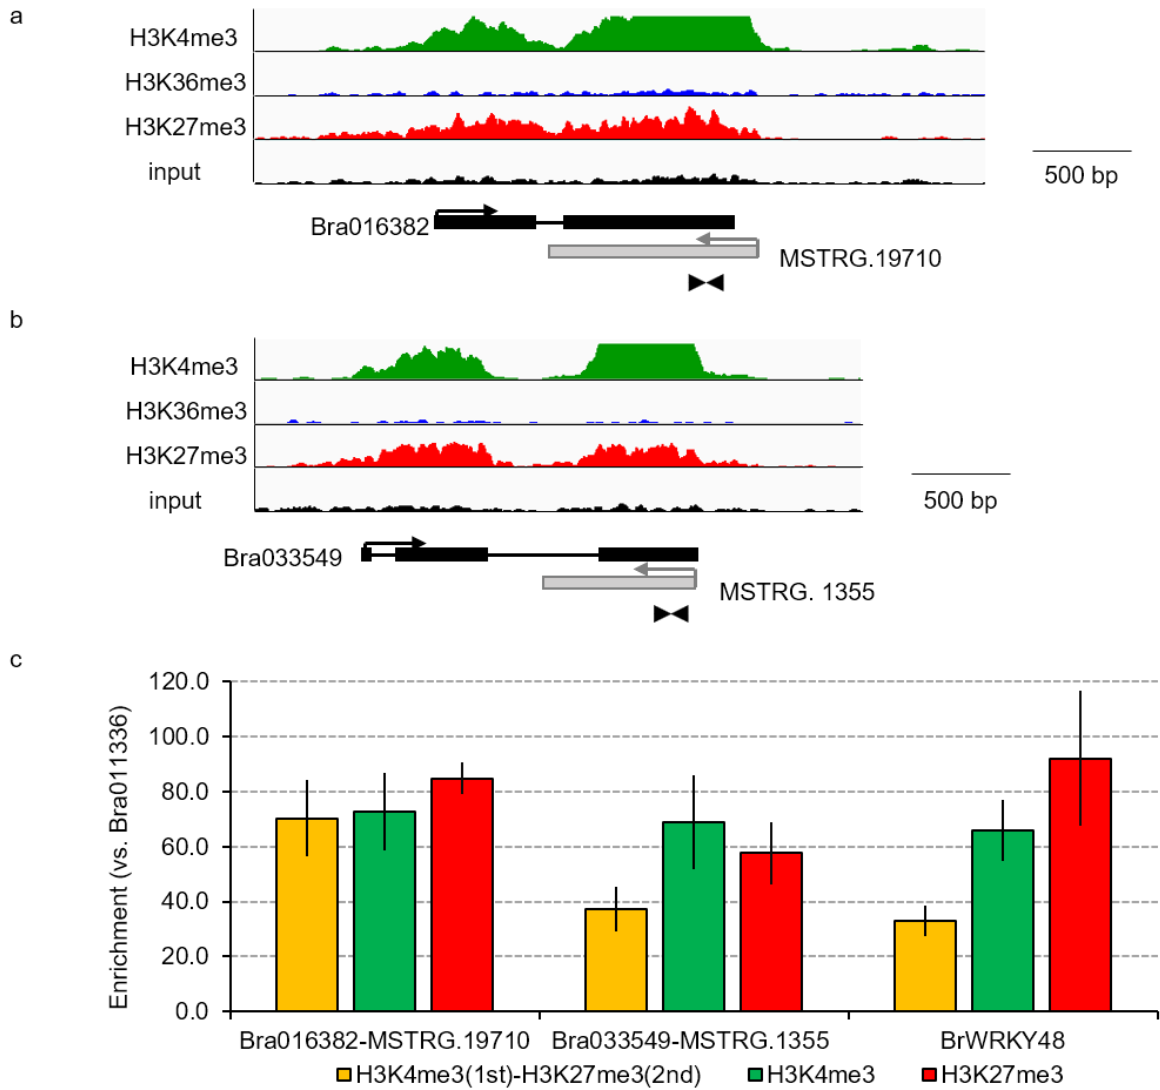 a
H3K4me3
H3K36me3
H3K27me3
input
500 bp
Bra016382
MSTRG.19710
b
H3K4me3
H3K36me3
H3K27me3
input
500 bp
Bra033549
MSTRG. 1355
c
Enrichment (vs. Bra011336)
120.0
100.0
80.0
60.0
40.0
20.0
0.0
Bra016382-MSTRG.19710 Bra033549-MSTRG.1355 BrWRKY48
H3K4me3(1st)-H3K27me3(2nd) H3K4me3 H3K27me3